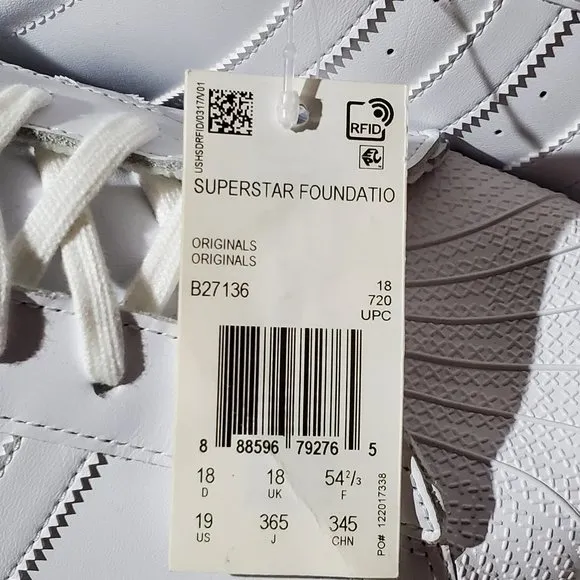 USHSDRFID/0317/V01
RFID
SUPERSTAR FOUNDATIO
ORIGINALS
ORIGINALS
B27136
18
720
UPC
8 88596 79276 5
18 18 54 2/3
D UK F
19 365 345
US J CHN
PO# 122017338